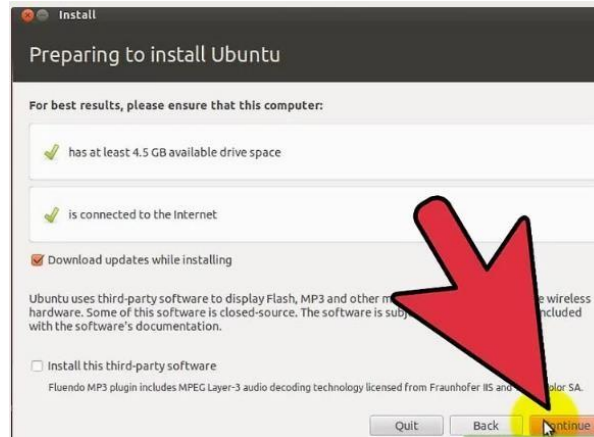 Install
Preparing to install Ubuntu
For best results, please ensure that this computer:
has at least 4.5 GB available drive space
is connected to the Internet
Download updates while installing
Ubuntu uses third-party software to display Flash, MP3 and other wireless
hardware. Some of this software is closed-source. The software is included
with the software's documentation.
Install this third-party software
Fluendo MP3 plugin includes MPEG Layer-3 audio decoding technology licensed from Fraunhofer IIS and SA.
Quit Back Continue